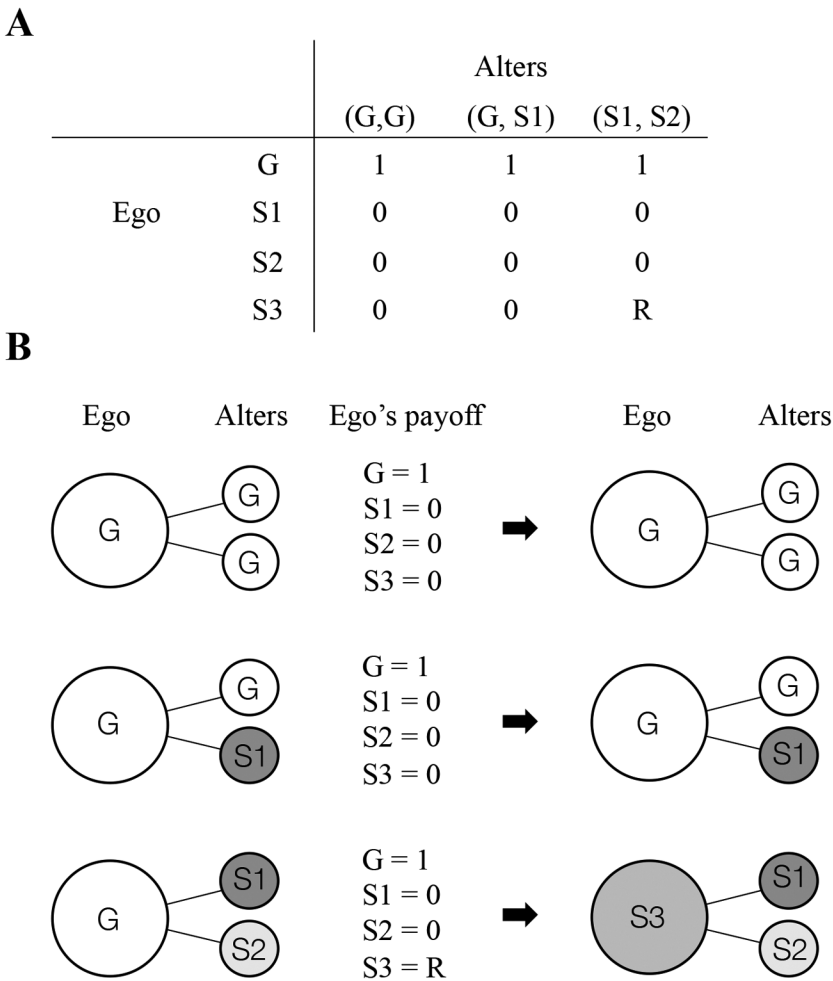 A
Alters
(G,G) (G, S1) (S1, S2)
G 1 1 1
Ego S1 0 0 0
S2 0 0 0
S3 0 0 R
B
Ego Alters Ego's payoff Ego Alters
G G G G = 1 S1 = 0 S2 = 0 S3 = 0 G G G
G G S1 G = 1 S1 = 0 S2 = 0 S3 = 0 G G S1
G S1 S2 G = 1 S1 = 0 S2 = 0 S3 = R S3 S1 S2